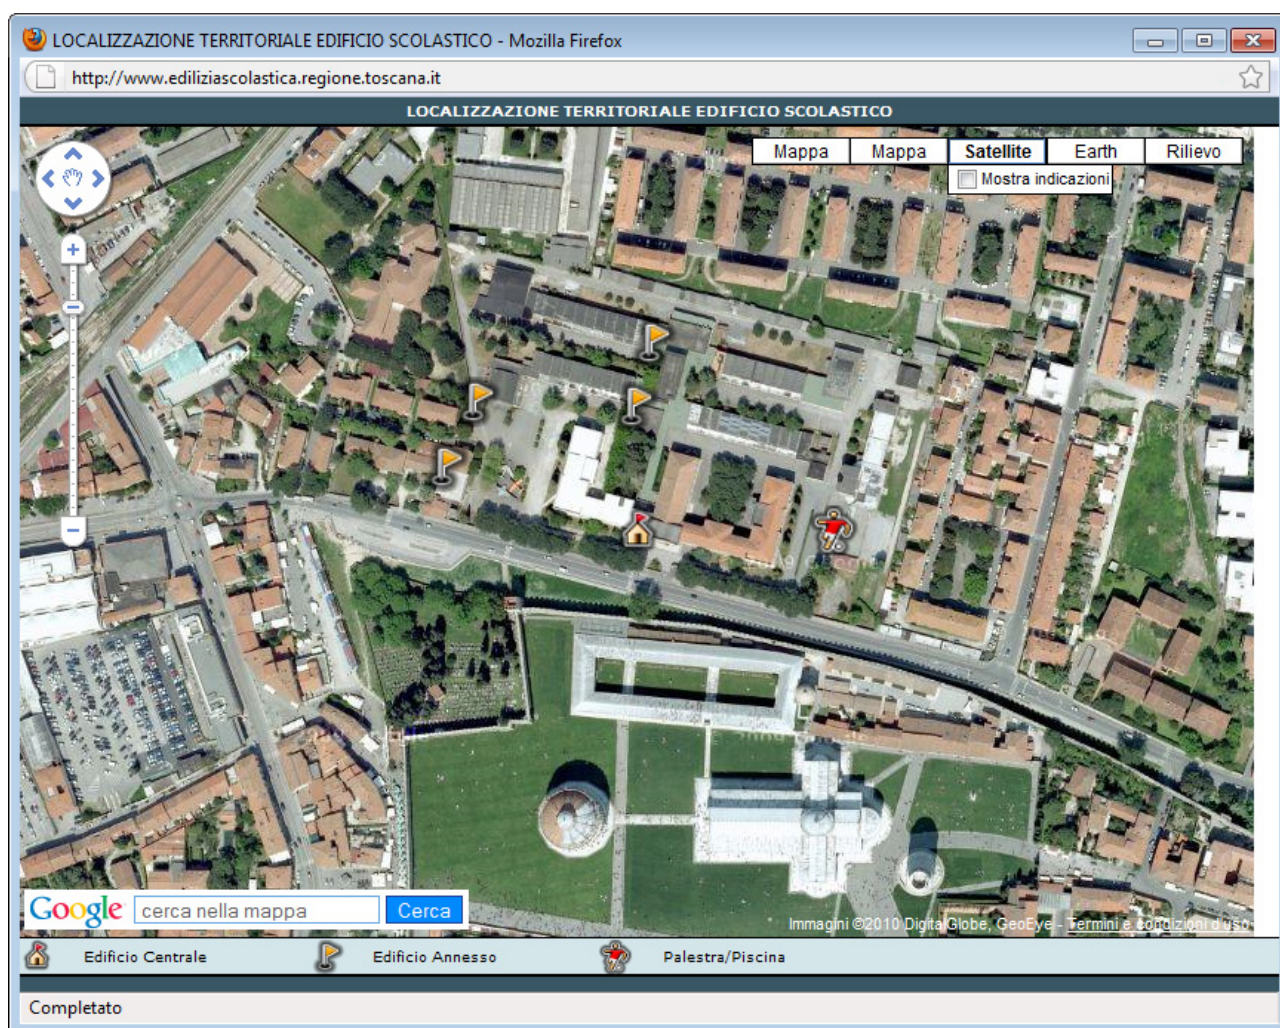 LOCALIZZAZIONE TERRITORIALE EDIFICIO SCOLASTICO - Mozilla Firefox
http://www.ediliziascolastica.regione.toscana.it
LOCALIZZAZIONE TERRITORIALE EDIFICIO SCOLASTICO
Mappa Mappa Satellite Earth Rilievo
Mostra indicazioni
Google cerca nella mappa Cerca
Immagini ©2010 DigitalGlobe, GeoEye - Termini e condizioni d'uso
Edificio Centrale Edificio Annesso Palestra/Piscina
Completato